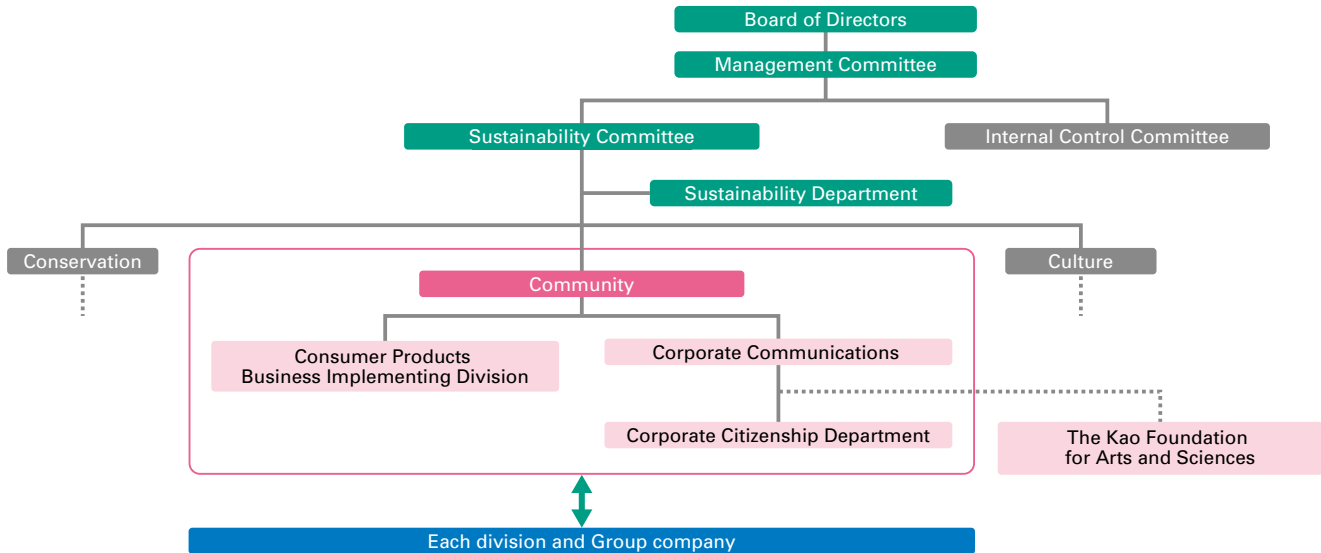 Board of Directors
Management Committee
Sustainability Committee
Internal Control Committee
Sustainability Department
Conservation
Culture
Community
Consumer Products
Business Implementing Division
Corporate Communications
Corporate Citizenship Department
The Kao Foundation
for Arts and Sciences
Each division and Group company